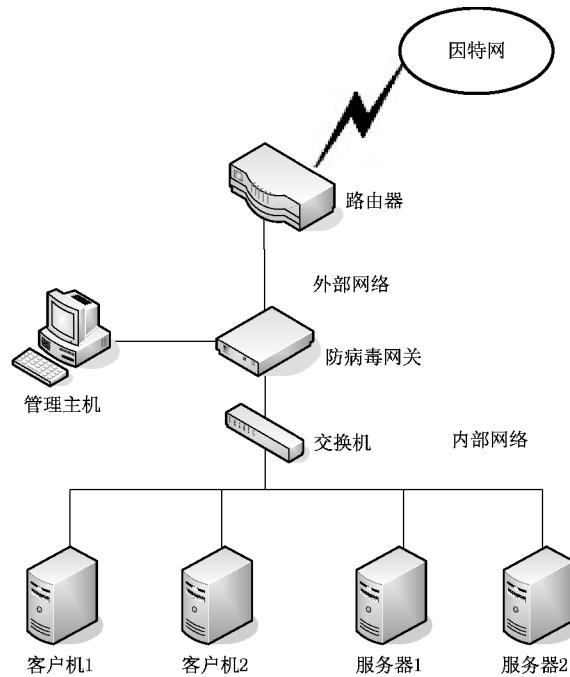 因特网
路由器
外部网络
防病毒网关
管理主机
交换机
内部网络
客户机1
客户机2
服务器1
服务器2